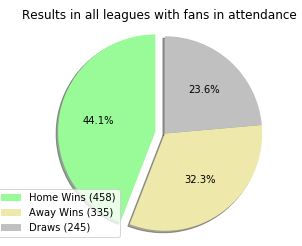 Results in all leagues with fans in attendance
23.6%
44.1%
32.3%
Home Wins (458)
Away Wins (335)
Draws (245)